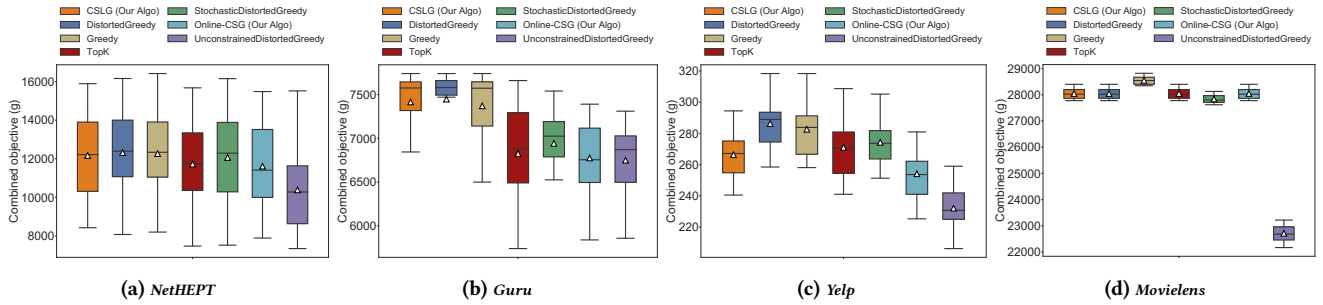 CSLG (Our Algo)
DistortedGreedy
Greedy
TopK
StochasticDistortedGreedy
Online-CSG (Our Algo)
UnconstrainedDistortedGreedy
Combined objective (g)
16000
14000
12000
10000
8000
(a) NetHEPT
CSLG (Our Algo)
DistortedGreedy
Greedy
TopK
StochasticDistortedGreedy
Online-CSG (Our Algo)
UnconstrainedDistortedGreedy
Combined objective (g)
7500
7000
6500
6000
(b) Guru
CSLG (Our Algo)
DistortedGreedy
Greedy
TopK
StochasticDistortedGreedy
Online-CSG (Our Algo)
UnconstrainedDistortedGreedy
Combined objective (g)
320
300
280
260
240
220
(c) Yelp
CSLG (Our Algo)
DistortedGreedy
Greedy
TopK
StochasticDistortedGreedy
Online-CSG (Our Algo)
UnconstrainedDistortedGreedy
Combined objective (g)
29000
28000
27000
26000
25000
24000
23000
22000
(d) Movielens